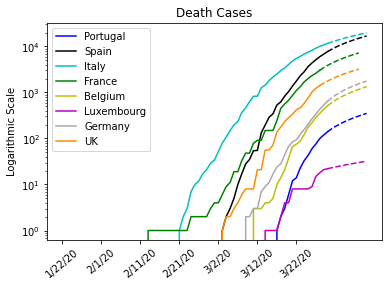 Death Cases
Logarithmic Scale
10⁴
10³
10²
10¹
10⁰
Portugal
Spain
Italy
France
Belgium
Luxembourg
Germany
UK
1/22/20
2/1/20
2/11/20
2/21/20
3/2/20
3/12/20
3/22/20